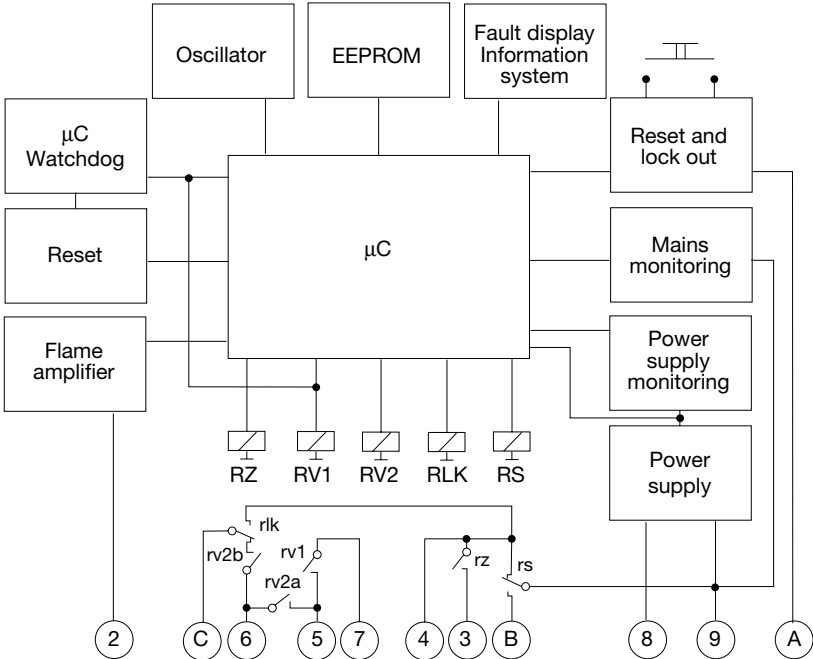 Oscillator
EEPROM
Fault display
Information
system
μC
Watchdog
Reset and
lock out
Reset
μC
Mains
monitoring
Flame
amplifier
Power
supply
monitoring
RZ
RV1
RV2
RLK
RS
Power
supply
rlk
rv2b
rv1
rv2a
rz
rs
2
C
6
5
7
4
3
B
8
9
A